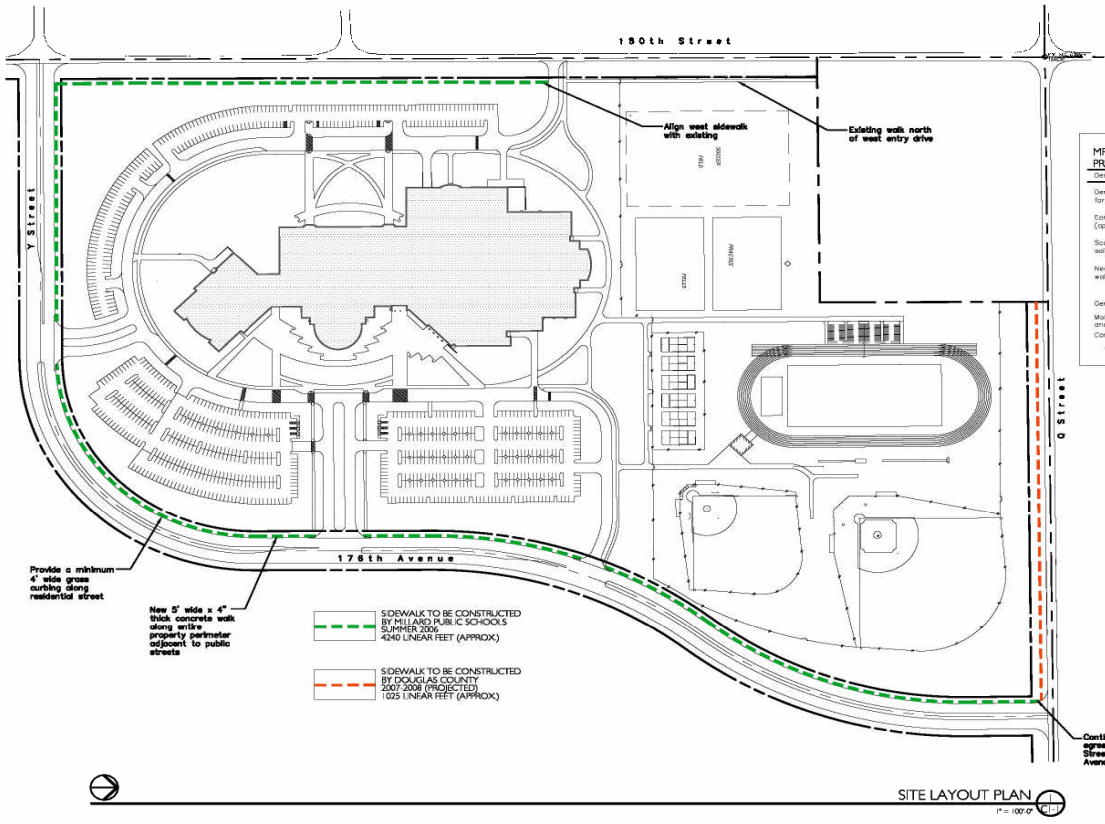 180th Street
Align west sidewalk
with existing
Existing walk north
of west entry drive
SOCCER
FIELD
PRACTICE
FIELDS
Y Street
Q Street
176th Avenue
Provide a minimum
4' wide grass
curbing along
residential street
New 5' wide x 4"
thick concrete walk
along entire
property perimeter
adjacent to public
streets
SIDEWALK TO BE CONSTRUCTED
BY MILLARD PUBLIC SCHOOLS
SUMMER 2006
4240 LINEAR FEET (APPROX.)
SIDEWALK TO BE CONSTRUCTED
BY DOUGLAS COUNTY
2007-2008 (PROJECTED)
1025 LINEAR FEET (APPROX.)
SITE LAYOUT PLAN
1" = 100'-0"